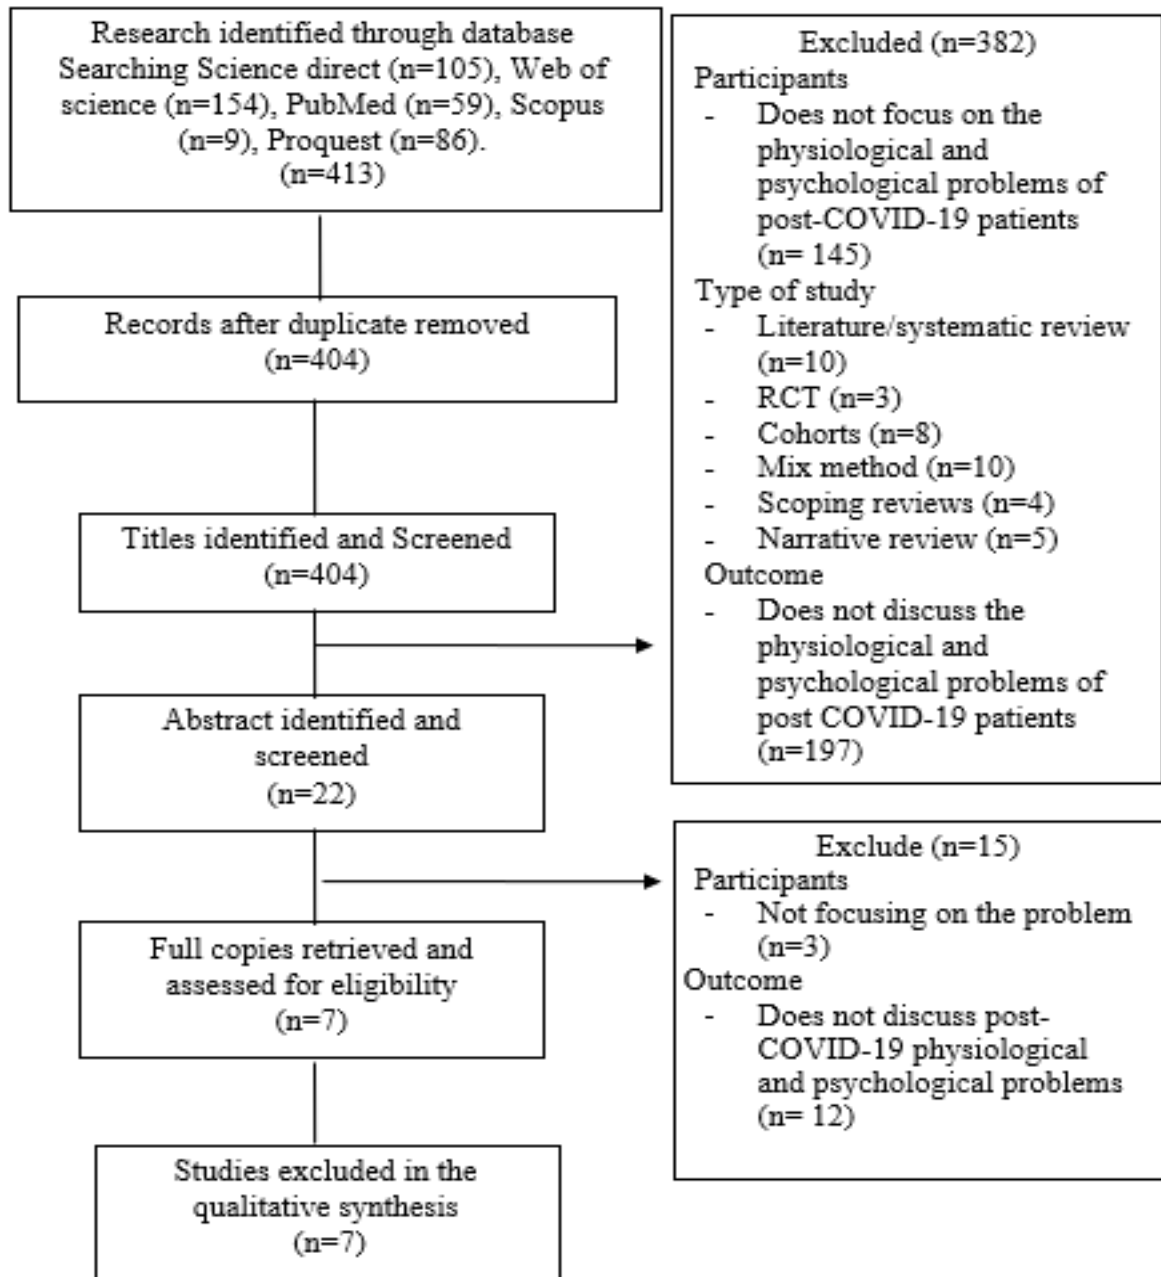 Research identified through database
Searching Science direct (n=105), Web of
science (n=154), PubMed (n=59), Scopus
(n=9), Proquest (n=86).
(n=413)
Records after duplicate removed
(n=404)
Titles identified and Screened
(n=404)
Abstract identified and
screened
(n=22)
Full copies retrieved and
assessed for eligibility
(n=7)
Studies excluded in the
qualitative synthesis
(n=7)
Excluded (n=382)
Participants
- Does not focus on the
physiological and
psychological problems of
post-COVID-19 patients
(n= 145)
Type of study
- Literature/systematic review
(n=10)
- RCT (n=3)
- Cohorts (n=8)
- Mix method (n=10)
- Scoping reviews (n=4)
- Narrative review (n=5)
Outcome
- Does not discuss the
physiological and
psychological problems of
post COVID-19 patients
(n=197)
Exclude (n=15)
Participants
- Not focusing on the problem
(n=3)
Outcome
- Does not discuss post-
COVID-19 physiological
and psychological problems
(n= 12)